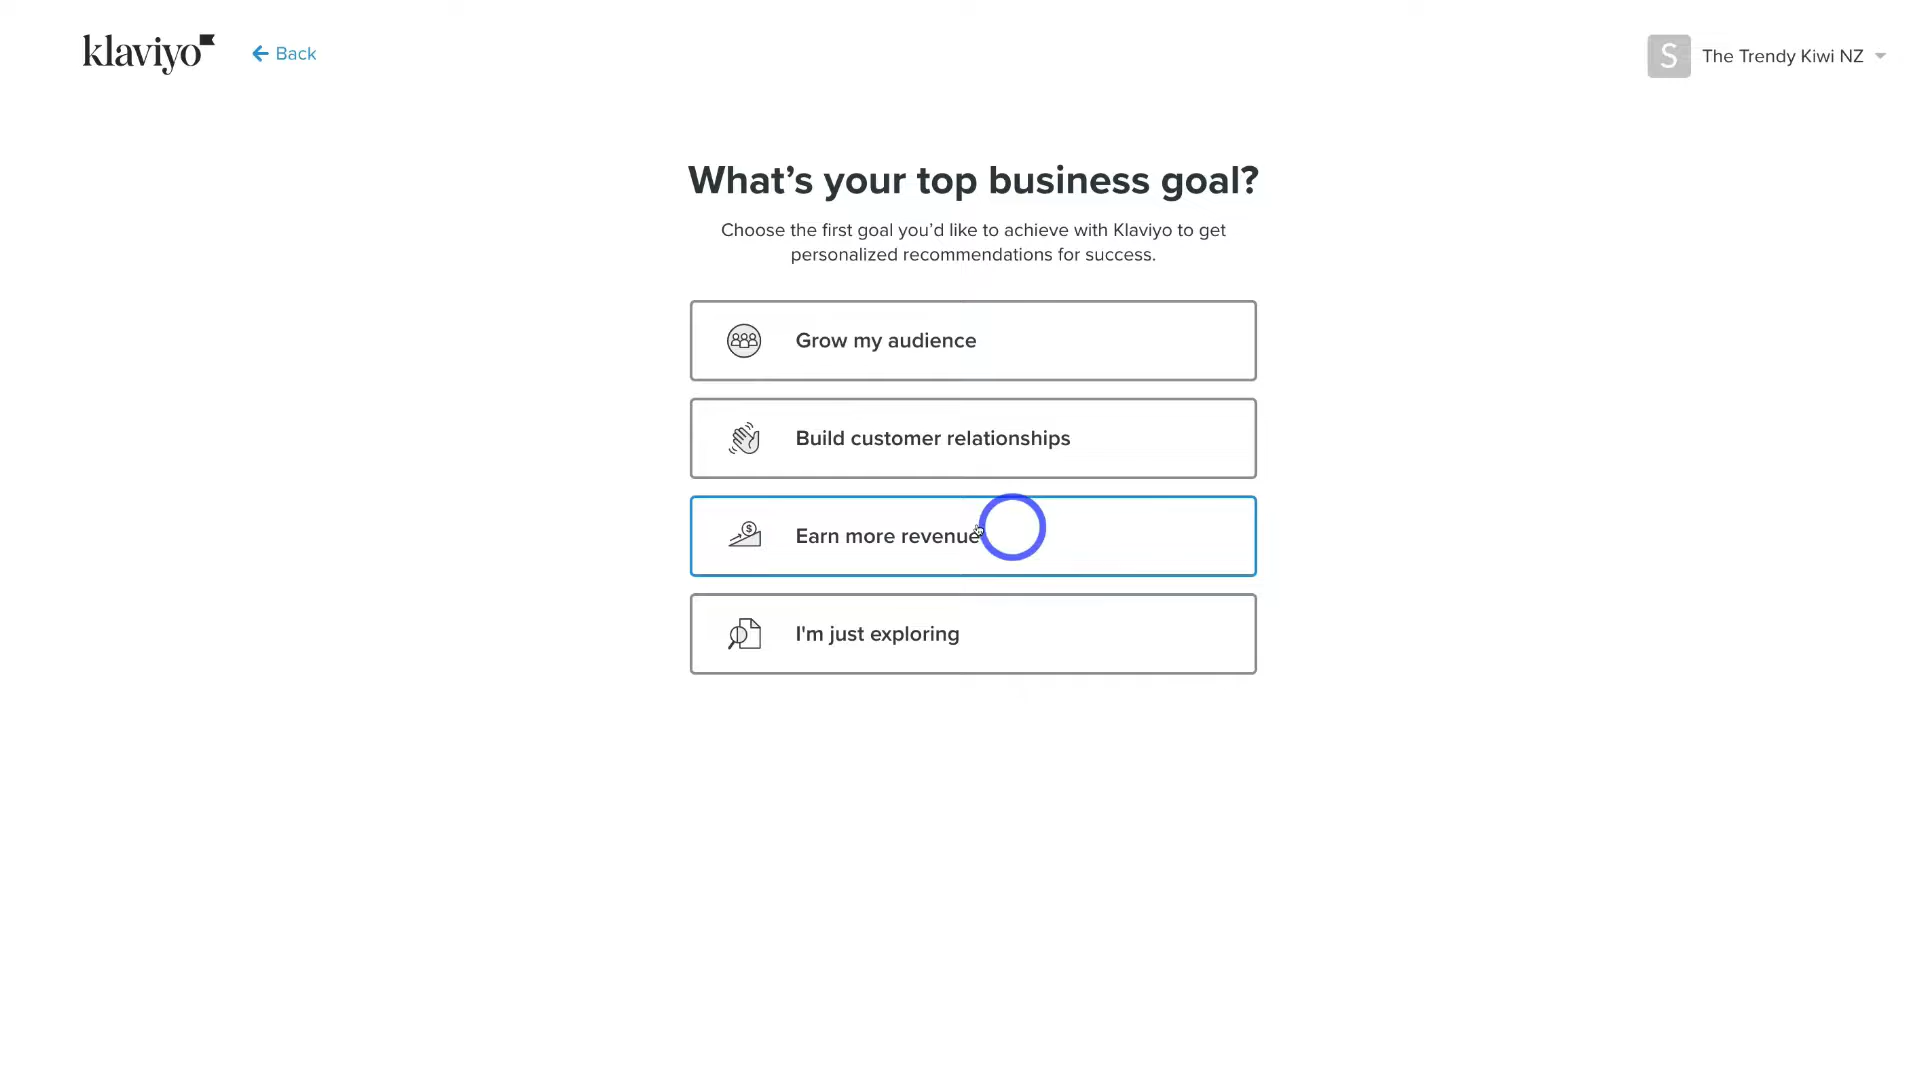 klaviyo
Back
S
The Trendy Kiwi NZ
What’s your top business goal?
Choose the first goal you’d like to achieve with Klaviyo to get
personalized recommendations for success.
Grow my audience
Build customer relationships
Earn more revenue
I'm just exploring